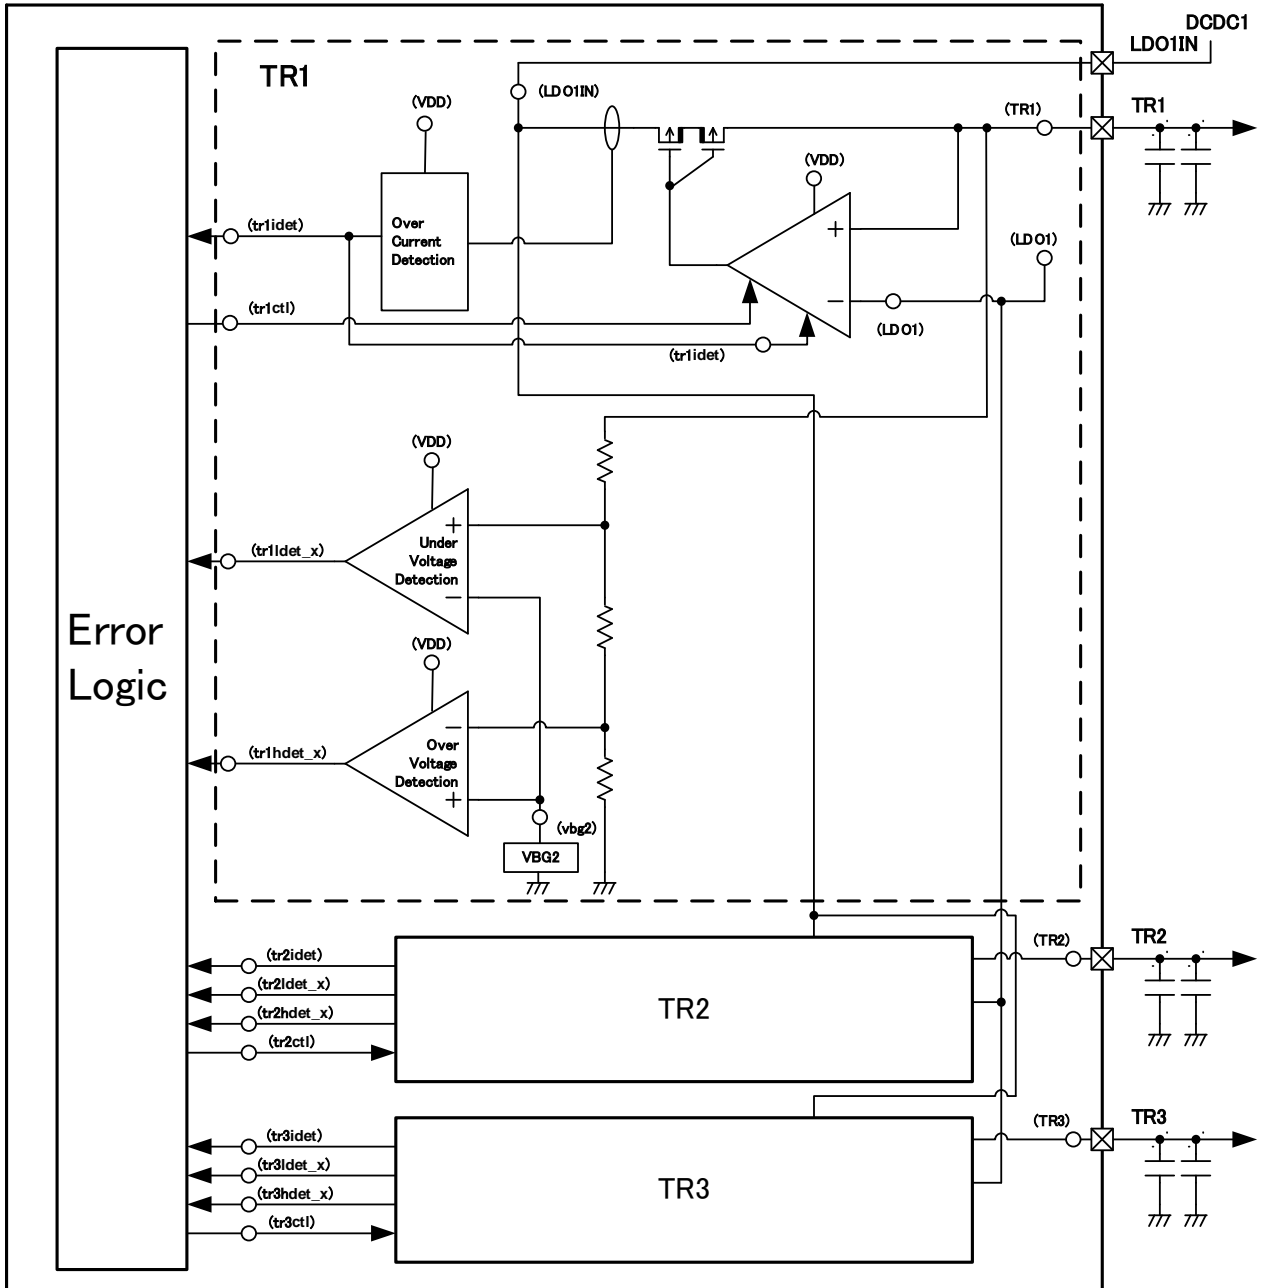 DCDC1
LDO1IN
TR1
(LDO1IN)
(VDD)
(TR1)
TR1
(VDD)
Over
Current
Detection
(tr1idet)
+
(LDO1)
(tr1ctl)
−
(LDO1)
(tr1idet)
(VDD)
+
Under
Voltage
Detection
−
(tr1ldet_x)
Error
Logic
(VDD)
−
Over
Voltage
Detection
+
(tr1hdet_x)
(vbg2)
VBG2
(tr2idet)
(tr2ldet_x)
(tr2hdet_x)
(tr2ctl)
TR2
(TR2)
TR2
(tr3idet)
(tr3ldet_x)
(tr3hdet_x)
(tr3ctl)
TR3
(TR3)
TR3